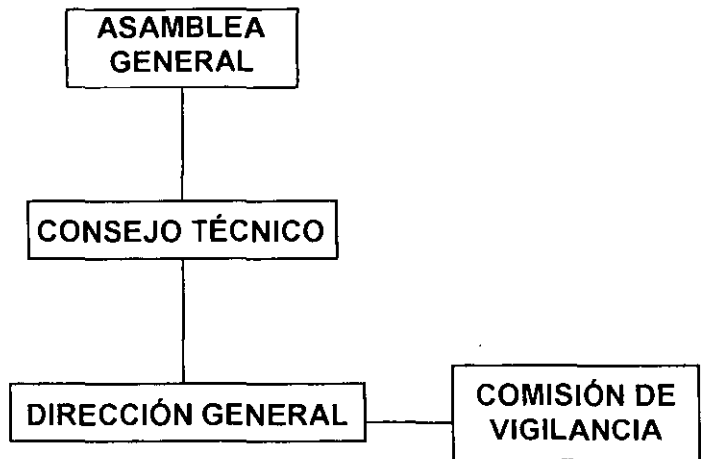 ASAMBLEA
GENERAL
CONSEJO TÉCNICO
DIRECCIÓN GENERAL
COMISIÓN DE
VIGILANCIA